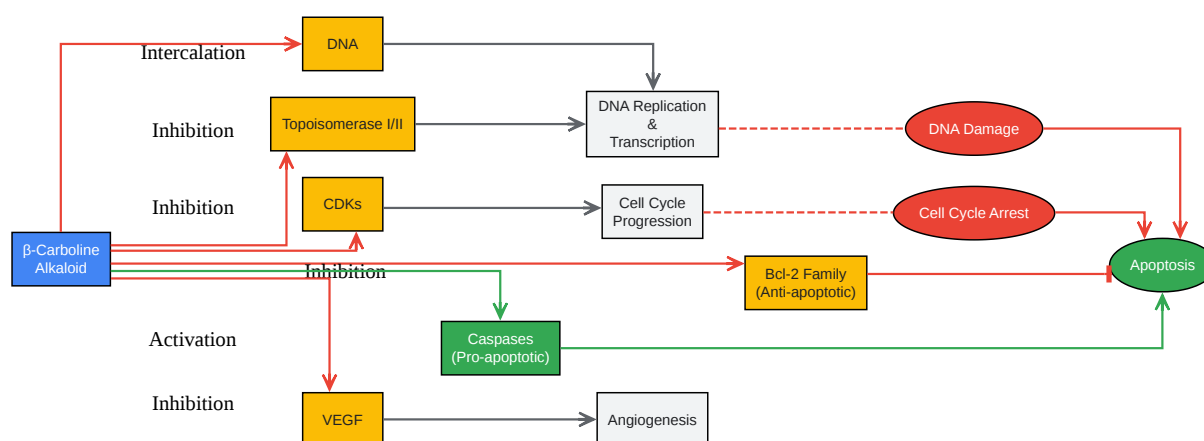 DNA
Intercalation
DNA Replication
&
Transcription
Topoisomerase I/II
Inhibition
DNA Damage
CDKs
Inhibition
Cell Cycle
Progression
Cell Cycle Arrest
β-Carboline
Alkaloid
Inhibition
Bcl-2 Family
(Anti-apoptotic)
Apoptosis
Activation
Caspases
(Pro-apoptotic)
Inhibition
VEGF
Angiogenesis